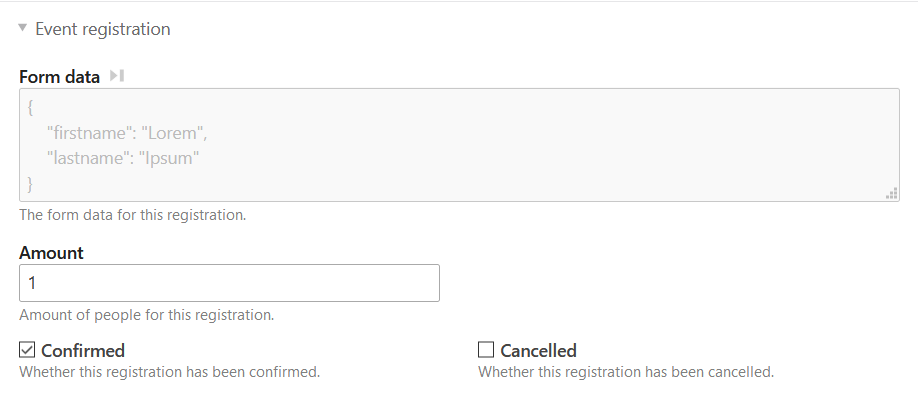 Event registration
Form data
{
"firstname": "Lorem",
"lastname": "Ipsum"
}
The form data for this registration.
Amount
1
Amount of people for this registration.
Confirmed Cancelled
Whether this registration has been confirmed. Whether this registration has been cancelled.